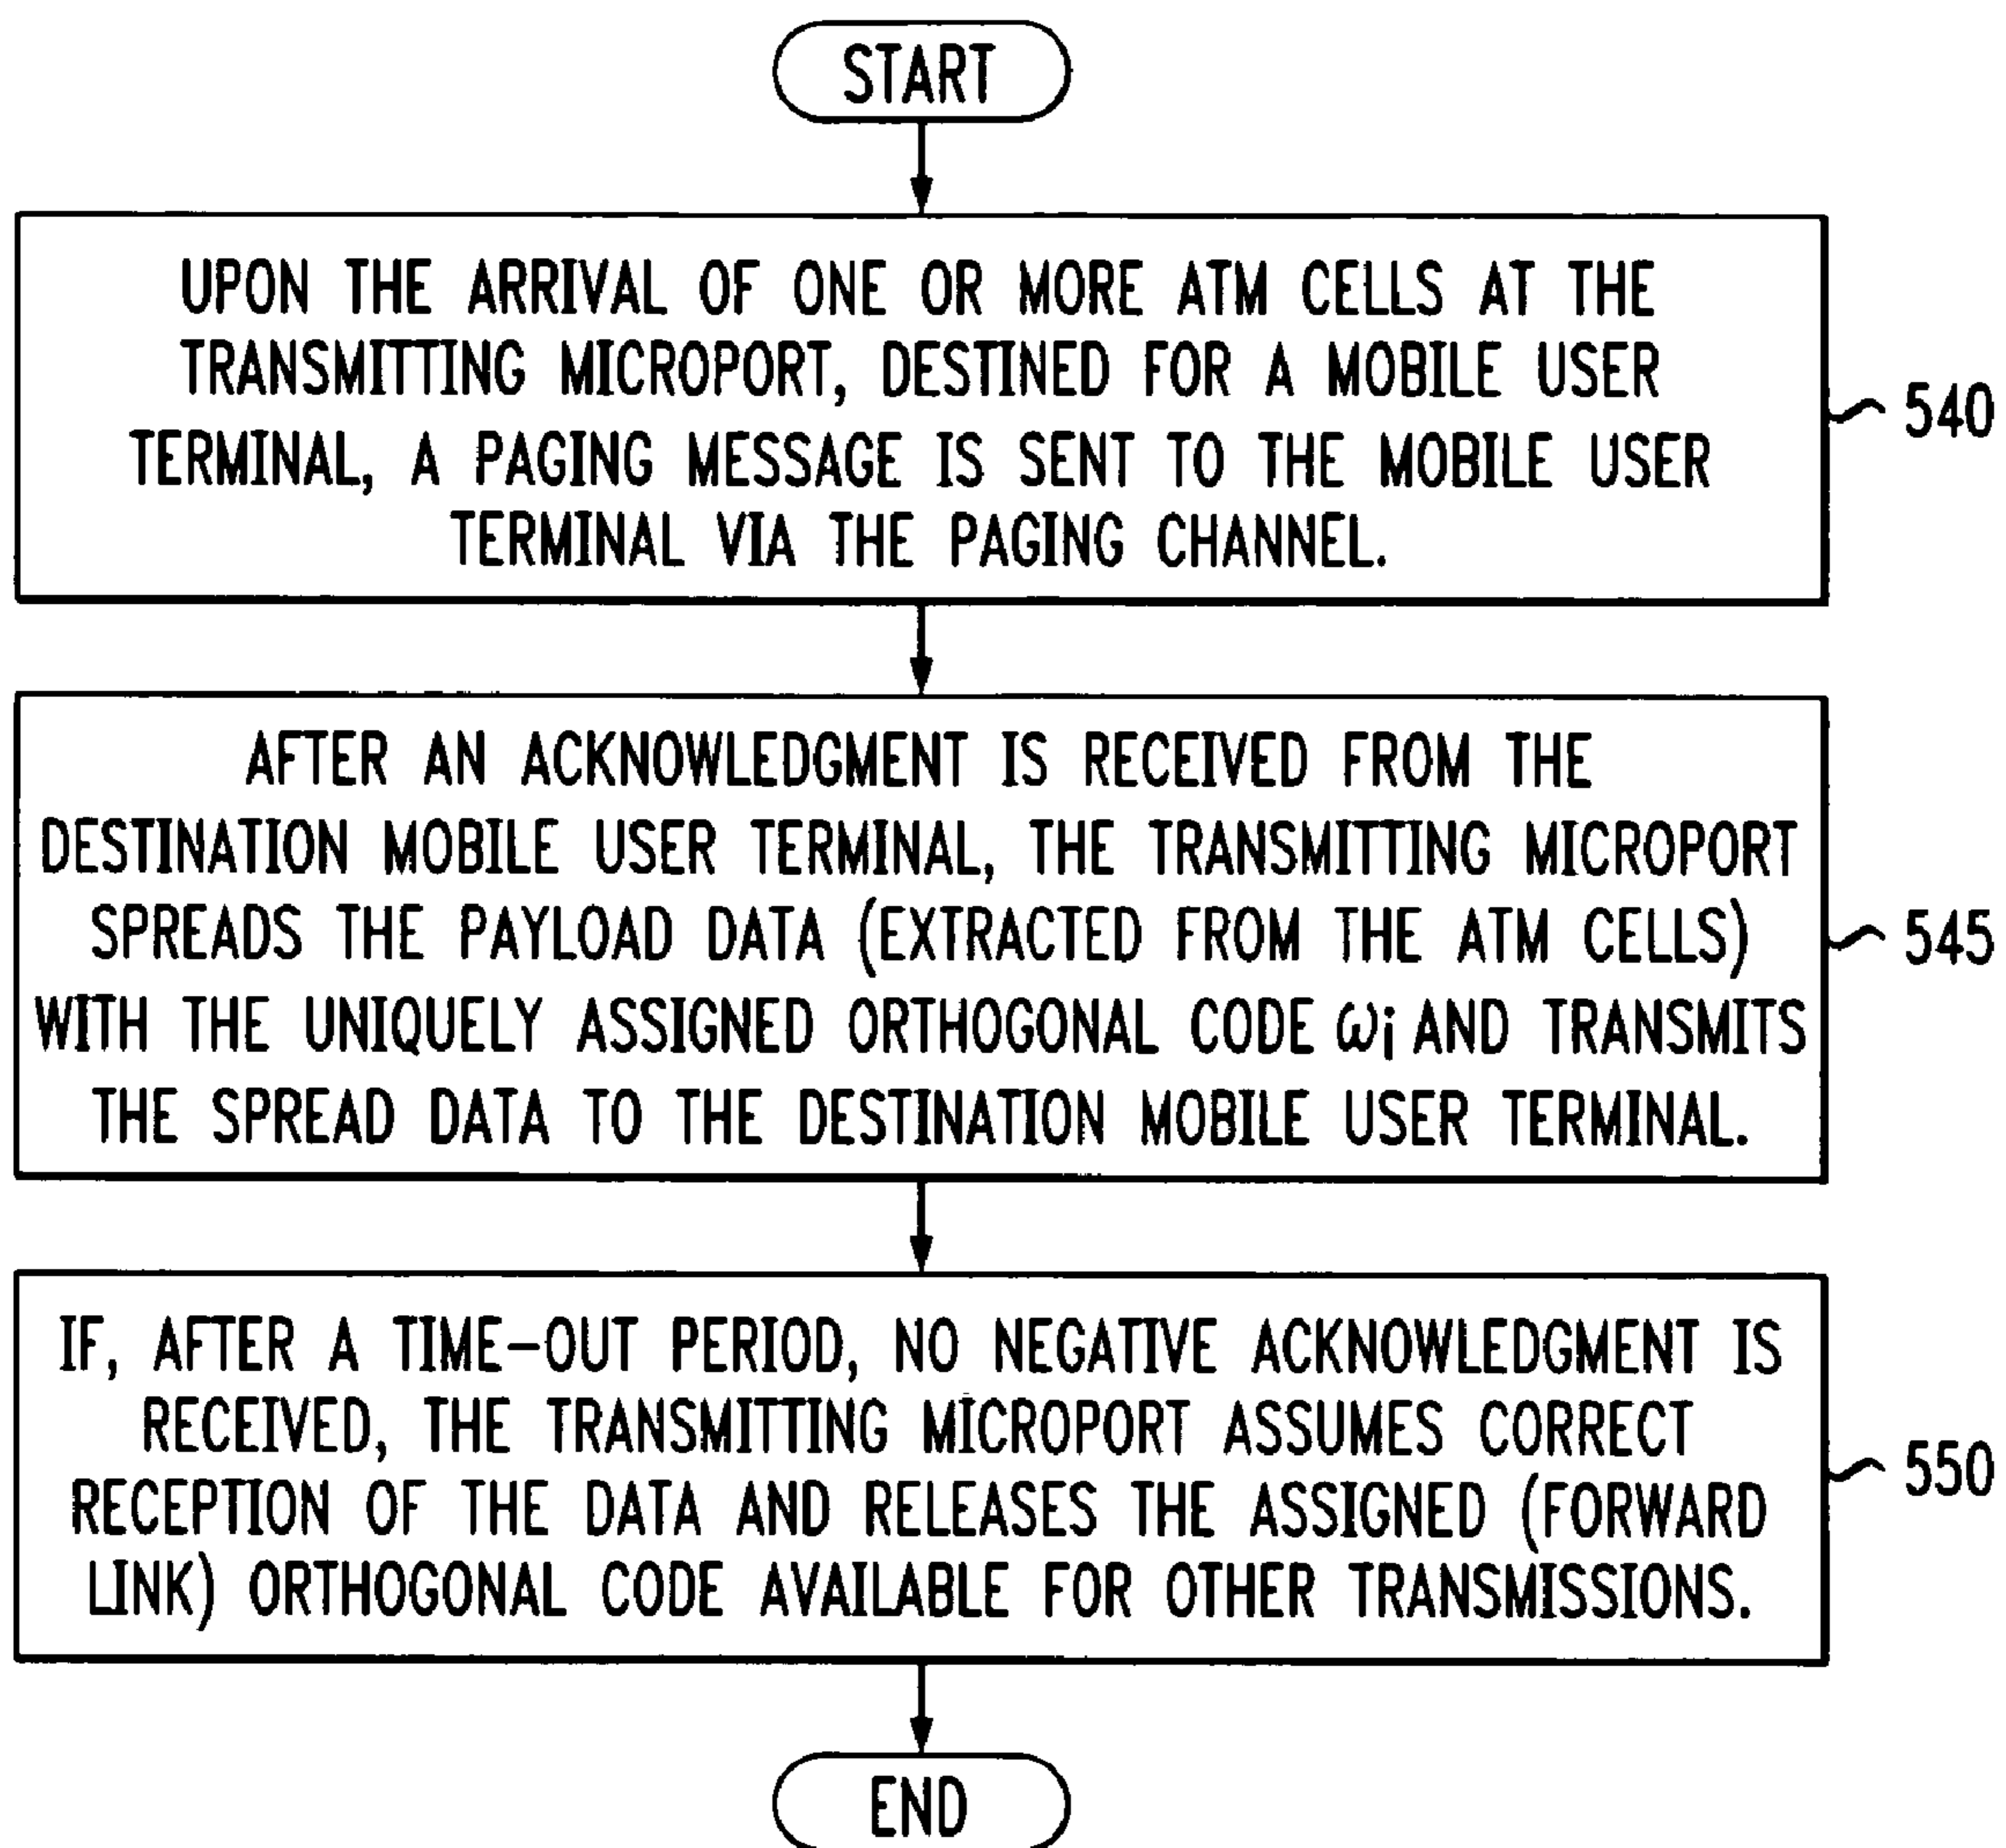 START
UPON THE ARRIVAL OF ONE OR MORE ATM CELLS AT THE
TRANSMITTING MICROPORT, DESTINED FOR A MOBILE USER
TERMINAL, A PAGING MESSAGE IS SENT TO THE MOBILE USER
TERMINAL VIA THE PAGING CHANNEL.
540
AFTER AN ACKNOWLEDGMENT IS RECEIVED FROM THE
DESTINATION MOBILE USER TERMINAL, THE TRANSMITTING MICROPORT
SPREADS THE PAYLOAD DATA (EXTRACTED FROM THE ATM CELLS)
WITH THE UNIQUELY ASSIGNED ORTHOGONAL CODE ωj AND TRANSMITS
THE SPREAD DATA TO THE DESTINATION MOBILE USER TERMINAL.
545
IF, AFTER A TIME-OUT PERIOD, NO NEGATIVE ACKNOWLEDGMENT IS
RECEIVED, THE TRANSMITTING MICROPORT ASSUMES CORRECT
RECEPTION OF THE DATA AND RELEASES THE ASSIGNED (FORWARD
LINK) ORTHOGONAL CODE AVAILABLE FOR OTHER TRANSMISSIONS.
550
END